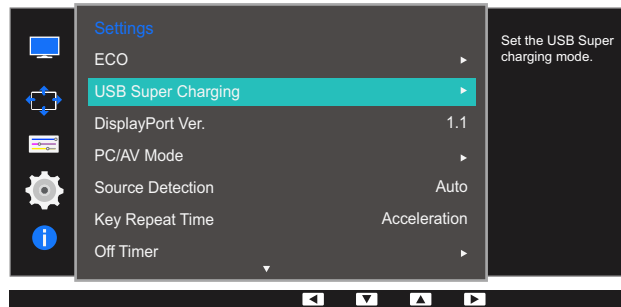 Settings
ECO
USB Super Charging
DisplayPort Ver. 1.1
PC/AV Mode
Source Detection Auto
Key Repeat Time Acceleration
Off Timer
Set the USB Super
charging mode.